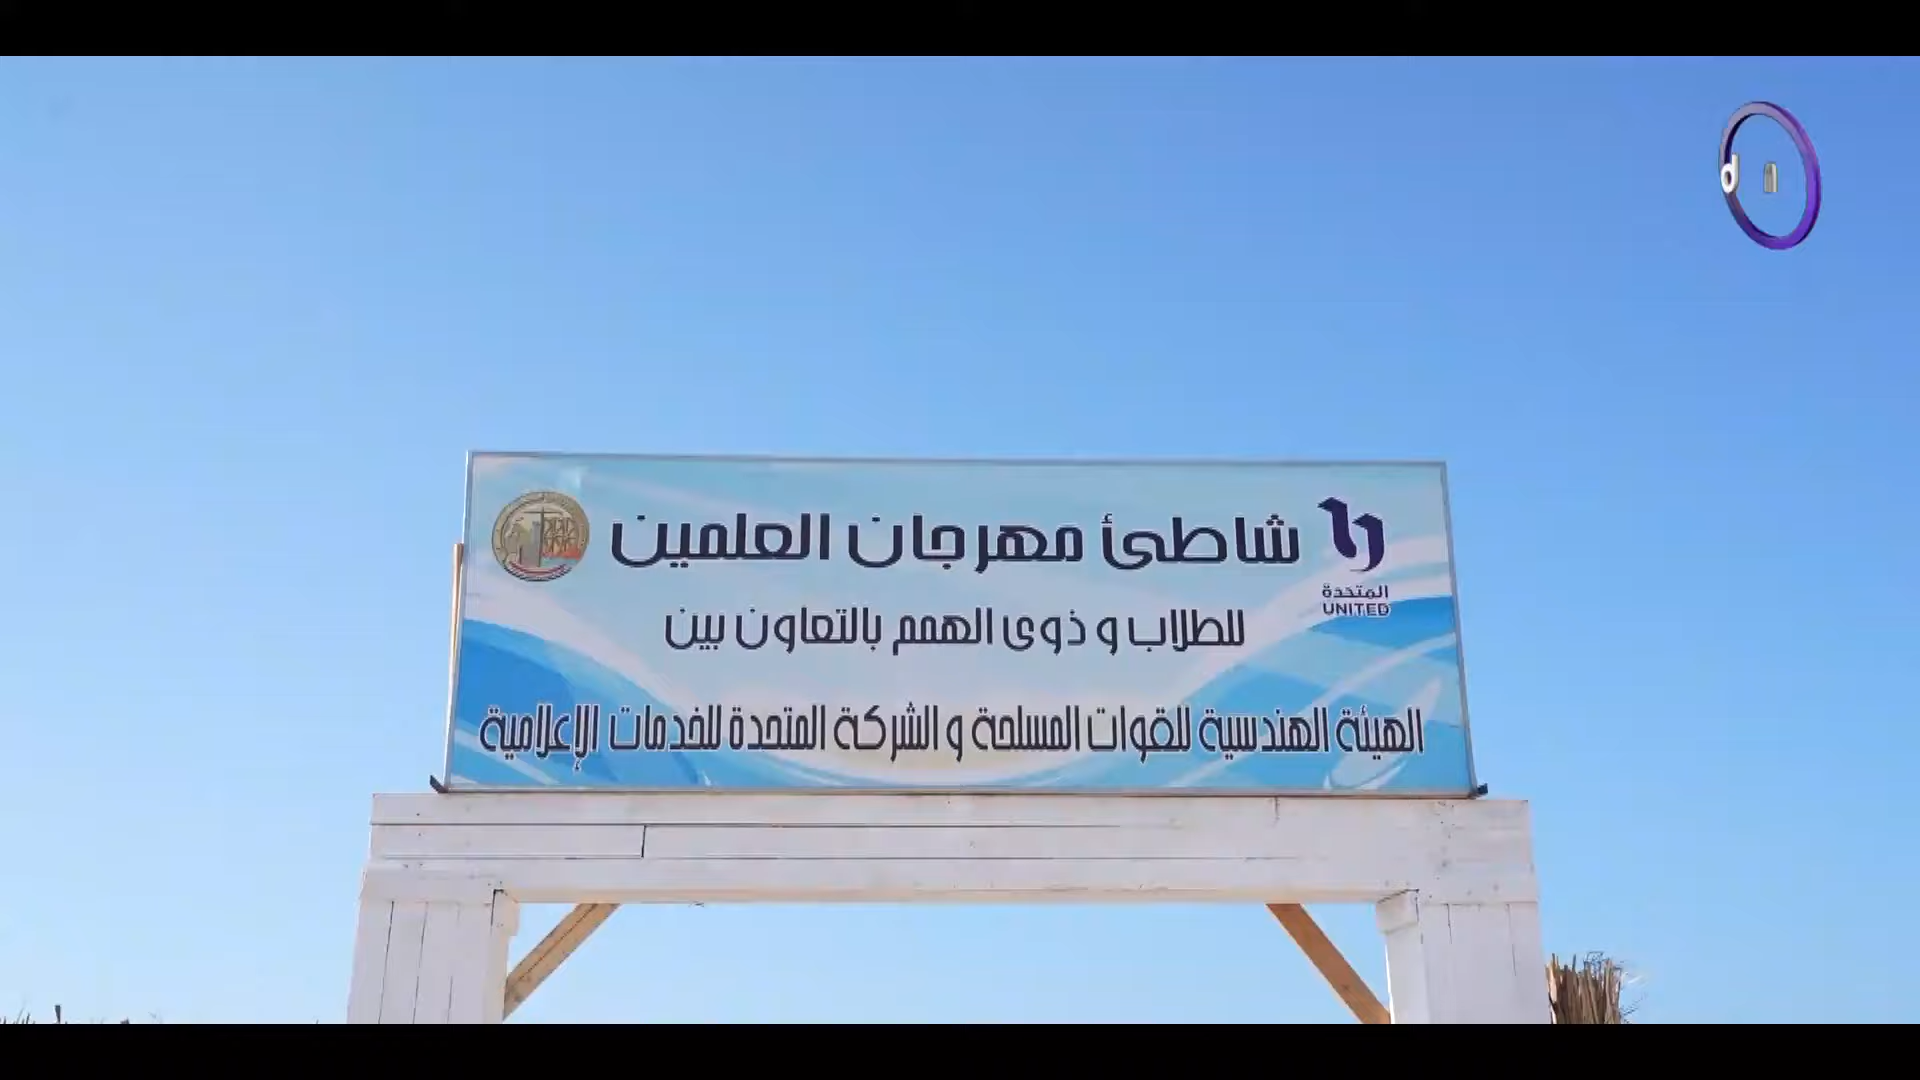 شاطئ مهرجان العلمين
المتحدة
UNITED
للطلاب و ذوى الهمم بالتعاون بين
الهيئة الهندسية للقوات المسلحة و الشركة المتحدة للخدمات الإعلامية
d n